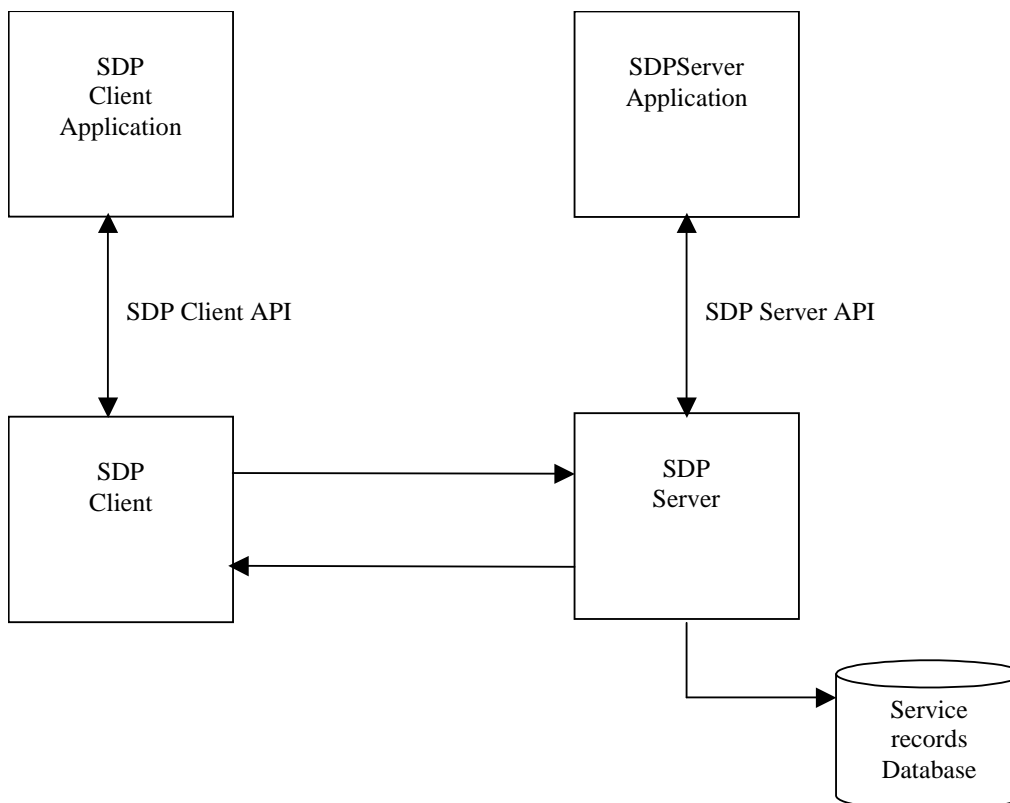 SDP
Client
Application
SDPServer
Application
SDP Client API
SDP Server API
SDP
Client
SDP
Server
Service
records
Database